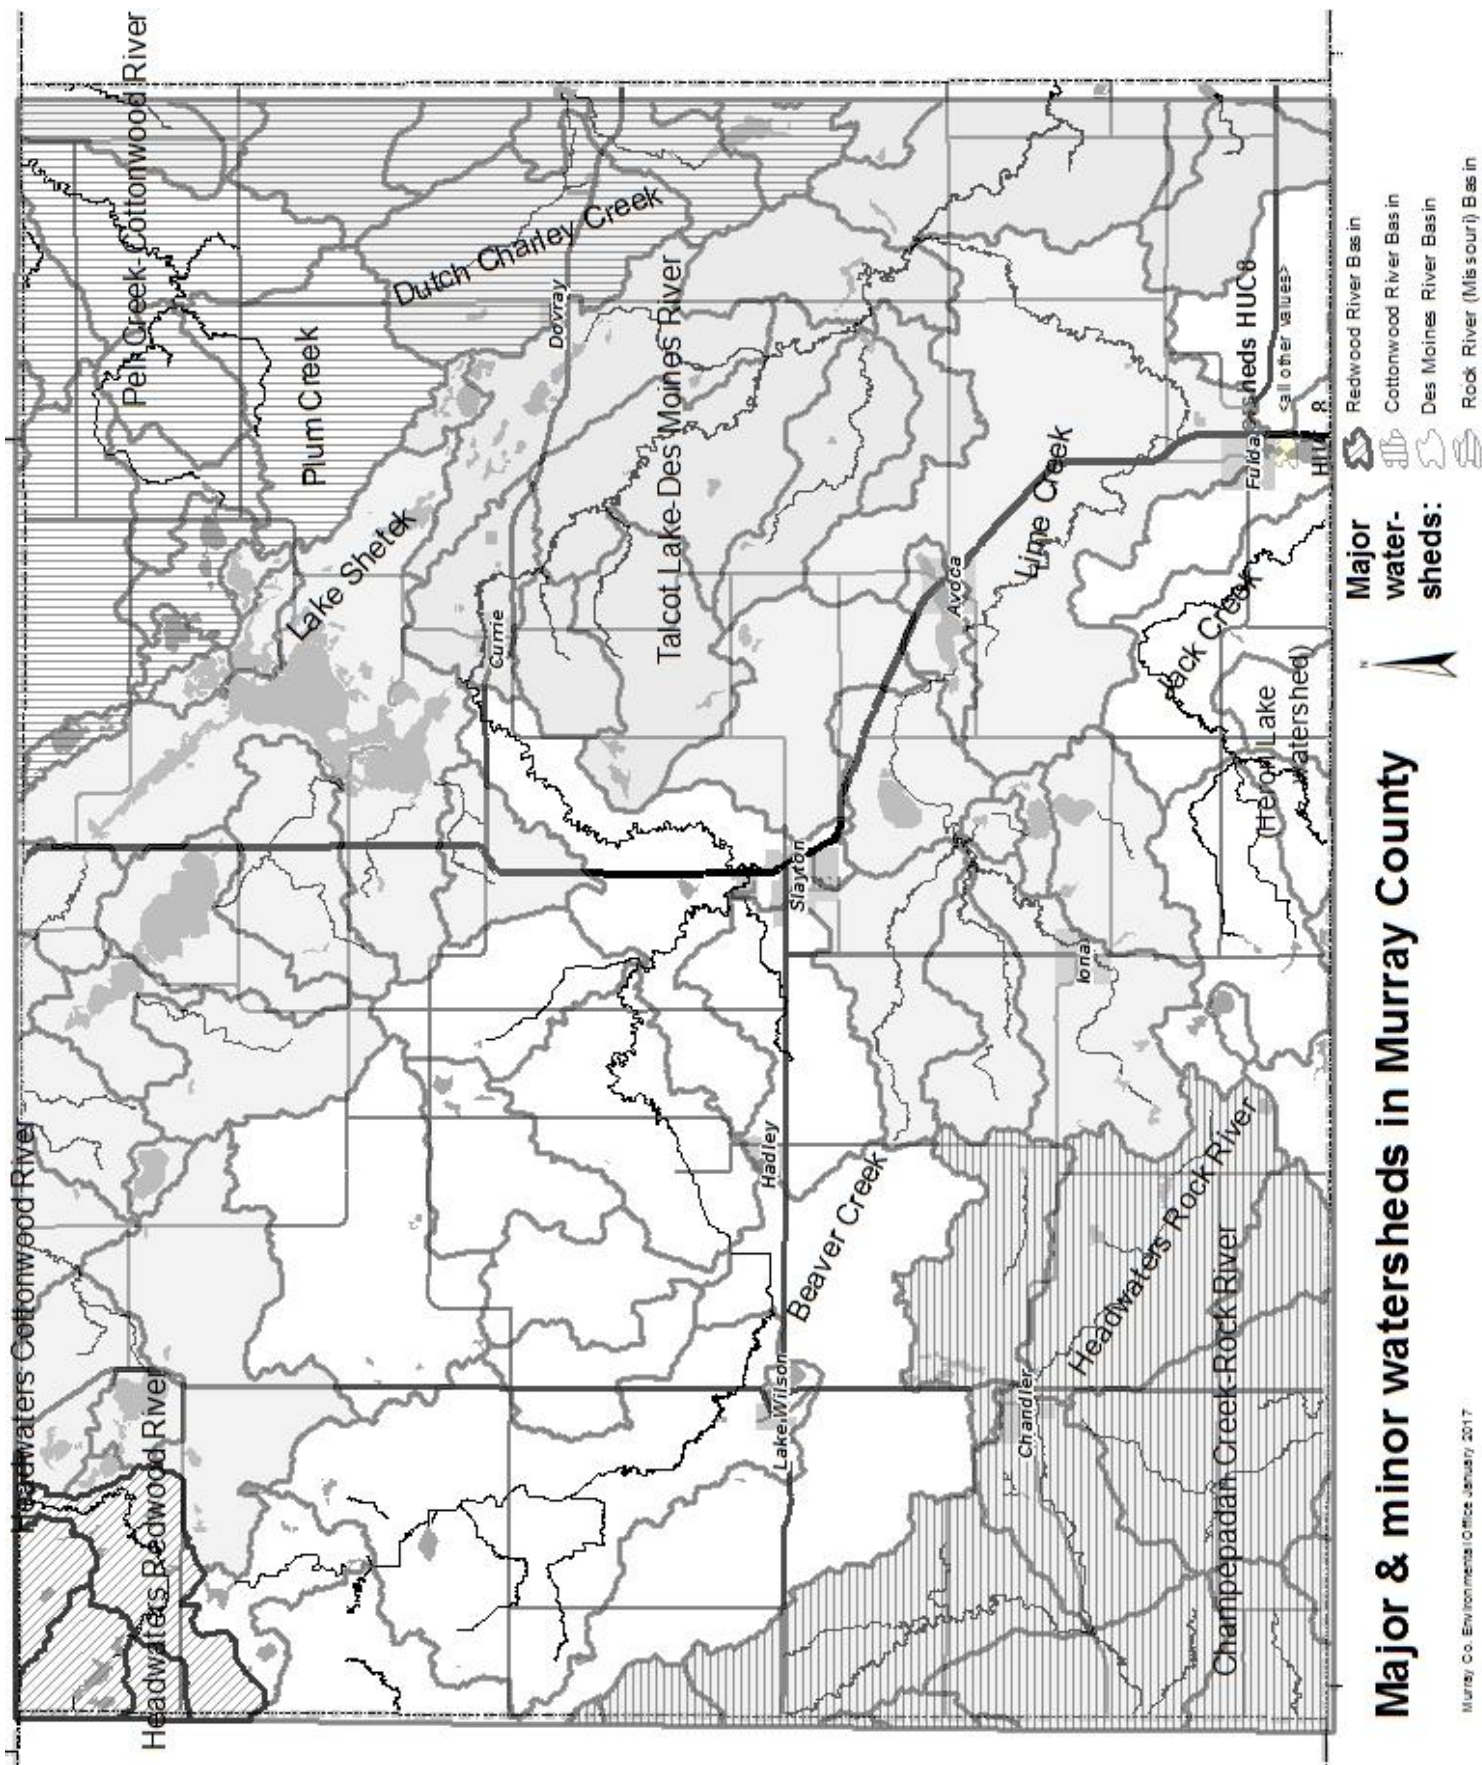 Headwaters Cottonwood River
Headwaters Redwood River
Pell Creek-Cottonwood River
Plum Creek
Dutch Charley Creek
Dovray
Lake Shetek
Currie
Talcot Lake-Des Moines River
Slayton
Hadley
Lake Wilson
Beaver Creek
Avoca
Lime Creek
Iona
Chandler
Headwaters Rock River
Champepadan Creek-Rock River
Fulda
Jack Creek
(Heron Lake
Watershed)
sheds HUC8
<all other values>
HUC_8
Major
water-
sheds:
Redwood River Basin
Cottonwood River Basin
Des Moines River Basin
Rock River (Missouri) Basin
N
Major & minor watersheds in Murray County
Murray Co. Environmental Office January 2017